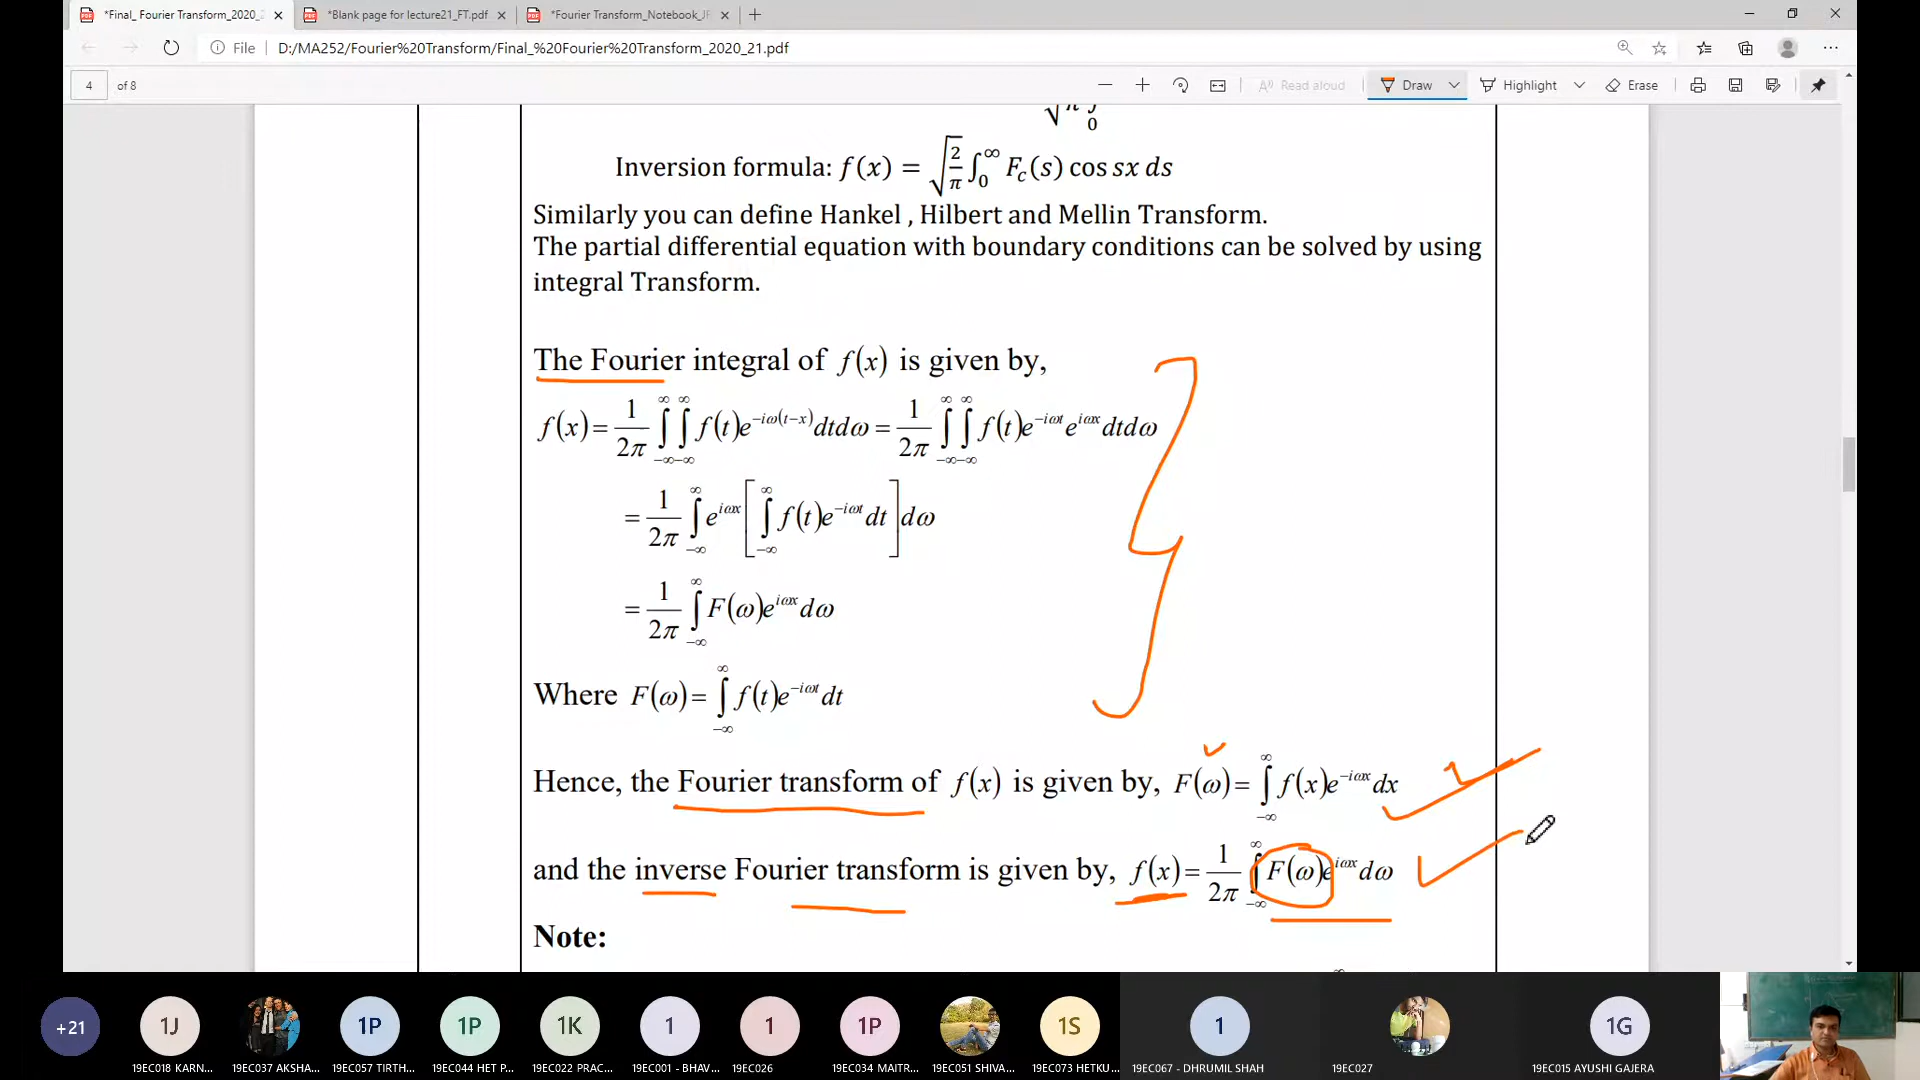 *Final_ Fourier Transform_2020_
*Blank page for lecture21_FT.pdf
*Fourier Transform_Notebook_JF
File D:/MA252/Fourier%20Transform/Final_%20Fourier%20Transform_2020_21.pdf
4 of 8
Read aloud Draw Highlight Erase
√π ∫ 0
Inversion formula: f(x) = √(2/π) ∫₀^∞ F_c(s) cos sx ds
Similarly you can define Hankel , Hilbert and Mellin Transform.
The partial differential equation with boundary conditions can be solved by using
integral Transform.
The Fourier integral of f(x) is given by,
f(x) = 1/2π ∫_{-∞}^{∞} ∫_{-∞}^{∞} f(t)e^{-iω(t-x)} dtdω = 1/2π ∫_{-∞}^{∞} ∫_{-∞}^{∞} f(t)e^{-iωt} e^{iωx} dtdω
= 1/2π ∫_{-∞}^{∞} e^{iωx} [ ∫_{-∞}^{∞} f(t)e^{-iωt} dt ] dω
= 1/2π ∫_{-∞}^{∞} F(ω)e^{iωx} dω
Where F(ω) = ∫_{-∞}^{∞} f(t)e^{-iωt} dt
Hence, the Fourier transform of f(x) is given by, F(ω) = ∫_{-∞}^{∞} f(x)e^{-iωx} dx
and the inverse Fourier transform is given by, f(x) = 1/2π ∫_{-∞}^{∞} F(ω)e^{iωx} dω
Note:
∞
+21 1J 1P 1P 1K 1 1 1P 1S 1 1G
19EC018 KARN... 19EC037 AKSHA... 19EC057 TIRTH... 19EC044 HET P... 19EC022 PRAC... 19EC001 - BHAV... 19EC026 19EC034 MAITR... 19EC051 SHIVA... 19EC073 HETKU... 19EC067 - DHRUMIL SHAH 19EC027 19EC015 AYUSHI GAJERA